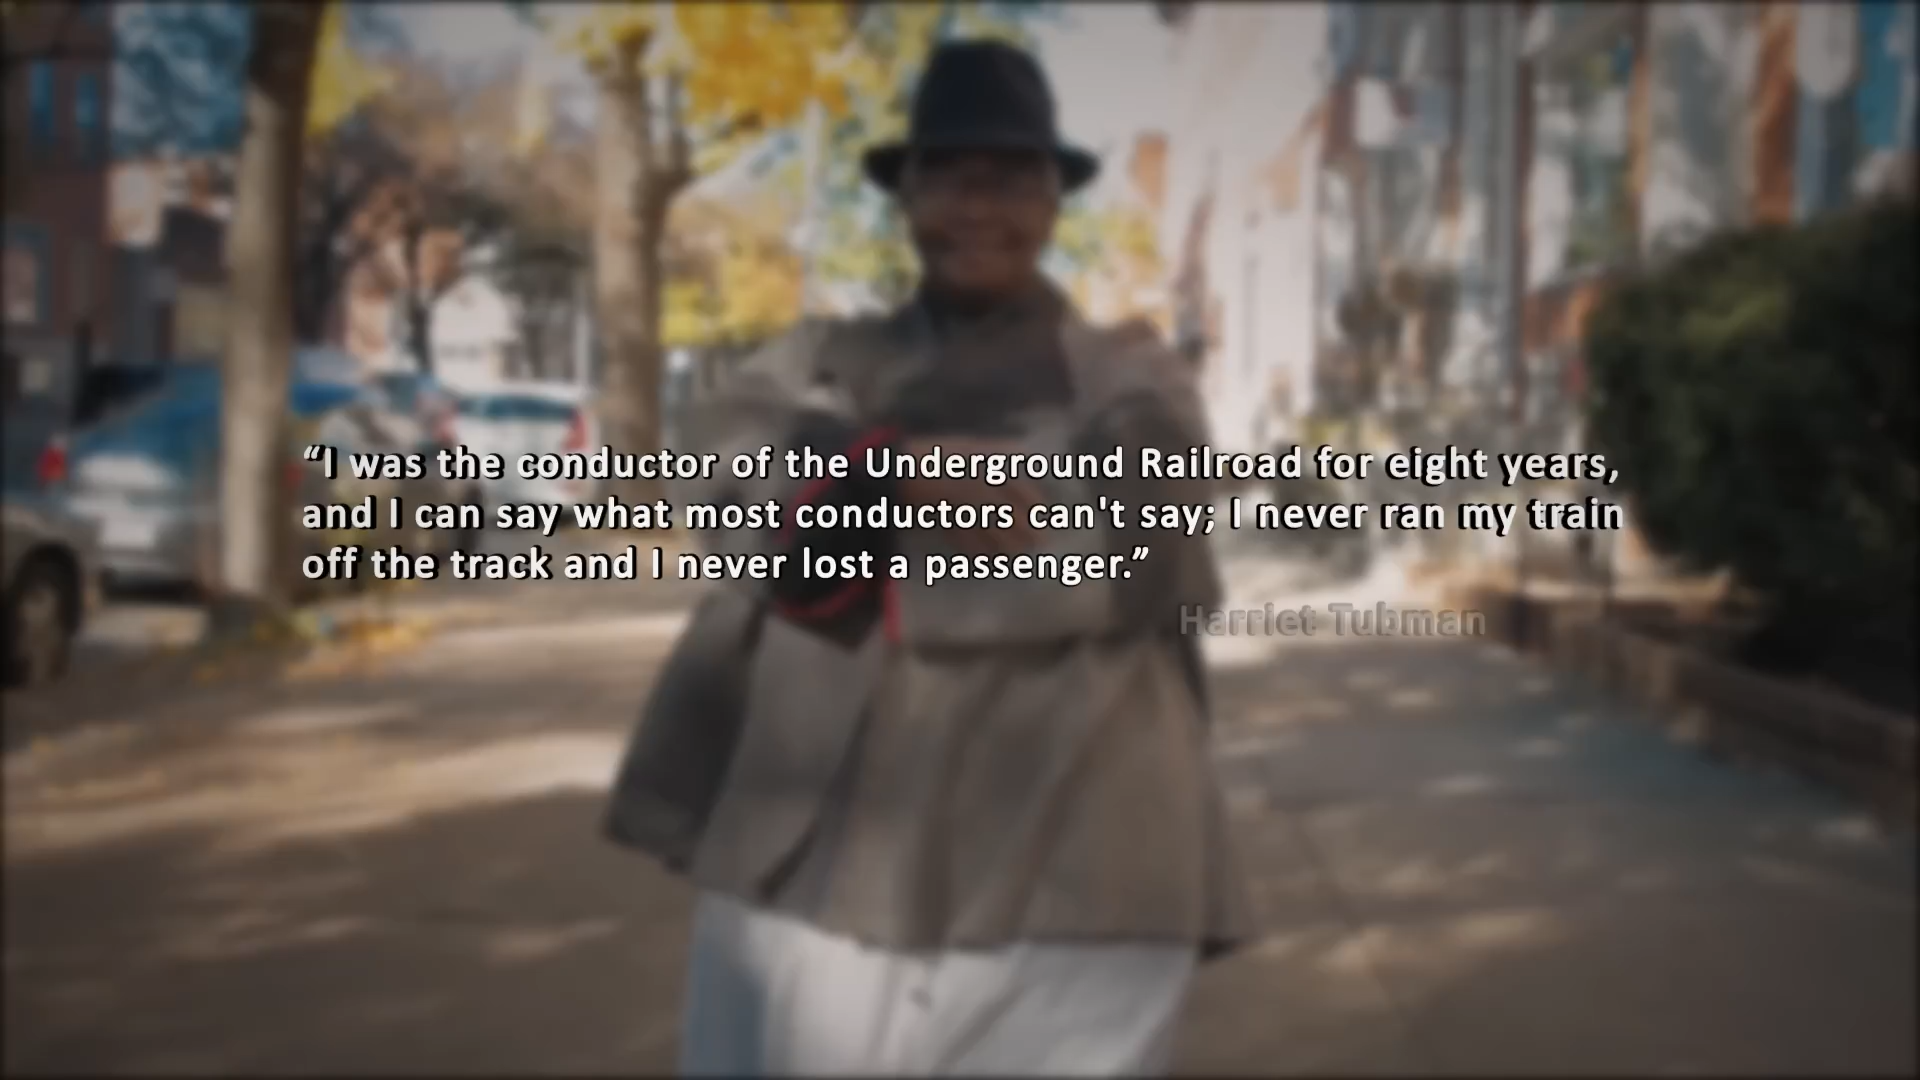 “I was the conductor of the Underground Railroad for eight years,
and I can say what most conductors can't say; I never ran my train
off the track and I never lost a passenger.”
Harriet Tubman